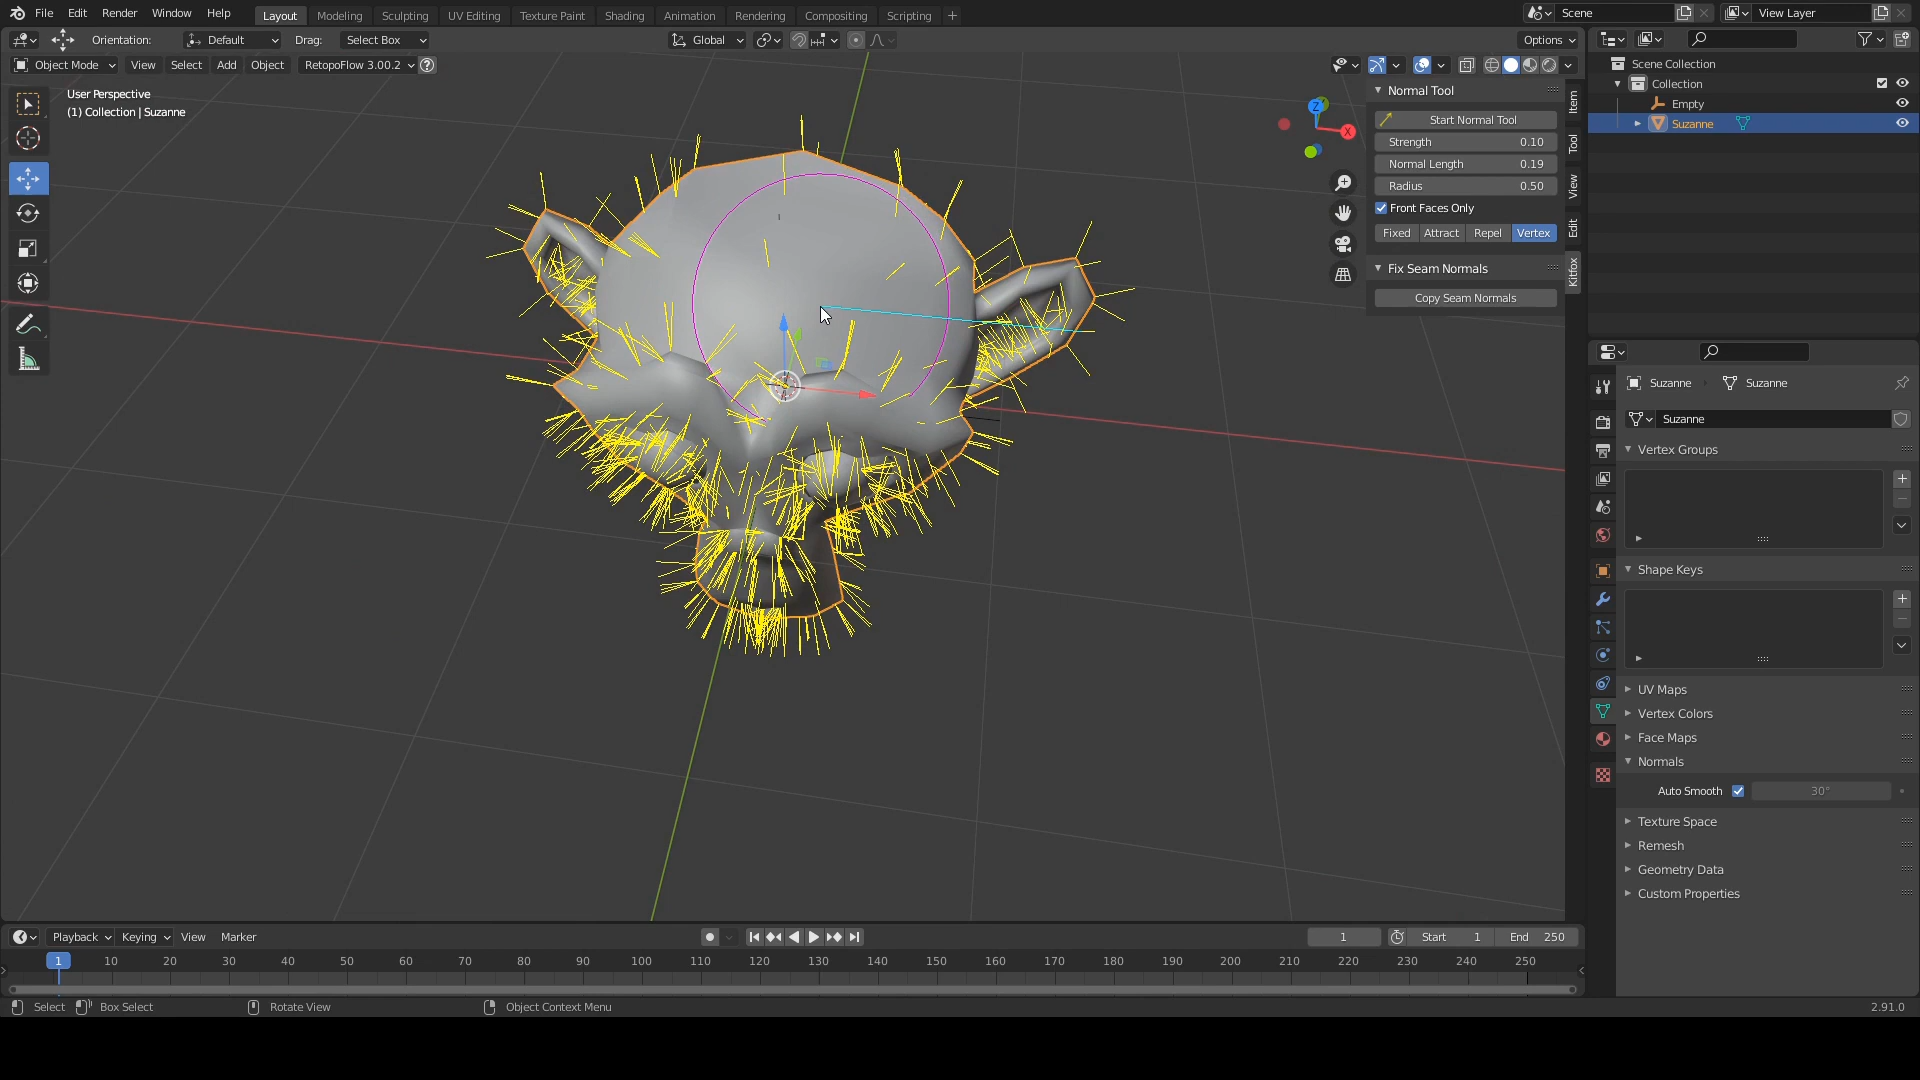 File Edit Render Window Help Layout Modeling Sculpting UV Editing Texture Paint Shading Animation Rendering Compositing Scripting + Scene View Layer
Orientation: Default Drag: Select Box Global Options
Object Mode View Select Add Object RetopoFlow 3.00.2
User Perspective
(1) Collection | Suzanne
Z
X
Normal Tool
Start Normal Tool
Strength 0.10
Normal Length 0.19
Radius 0.50
Front Faces Only
Fixed Attract Repel Vertex
Fix Seam Normals
Copy Seam Normals
Item
Tool
View
Edit
Kitfox
Scene Collection
Collection
Empty
Suzanne
Suzanne Suzanne
Suzanne
Vertex Groups
Shape Keys
UV Maps
Vertex Colors
Face Maps
Normals
Auto Smooth 30°
Texture Space
Remesh
Geometry Data
Custom Properties
Playback Keying View Marker 1 Start 1 End 250
1 10 20 30 40 50 60 70 80 90 100 110 120 130 140 150 160 170 180 190 200 210 220 230 240 250
Select Box Select Rotate View Object Context Menu 2.91.0